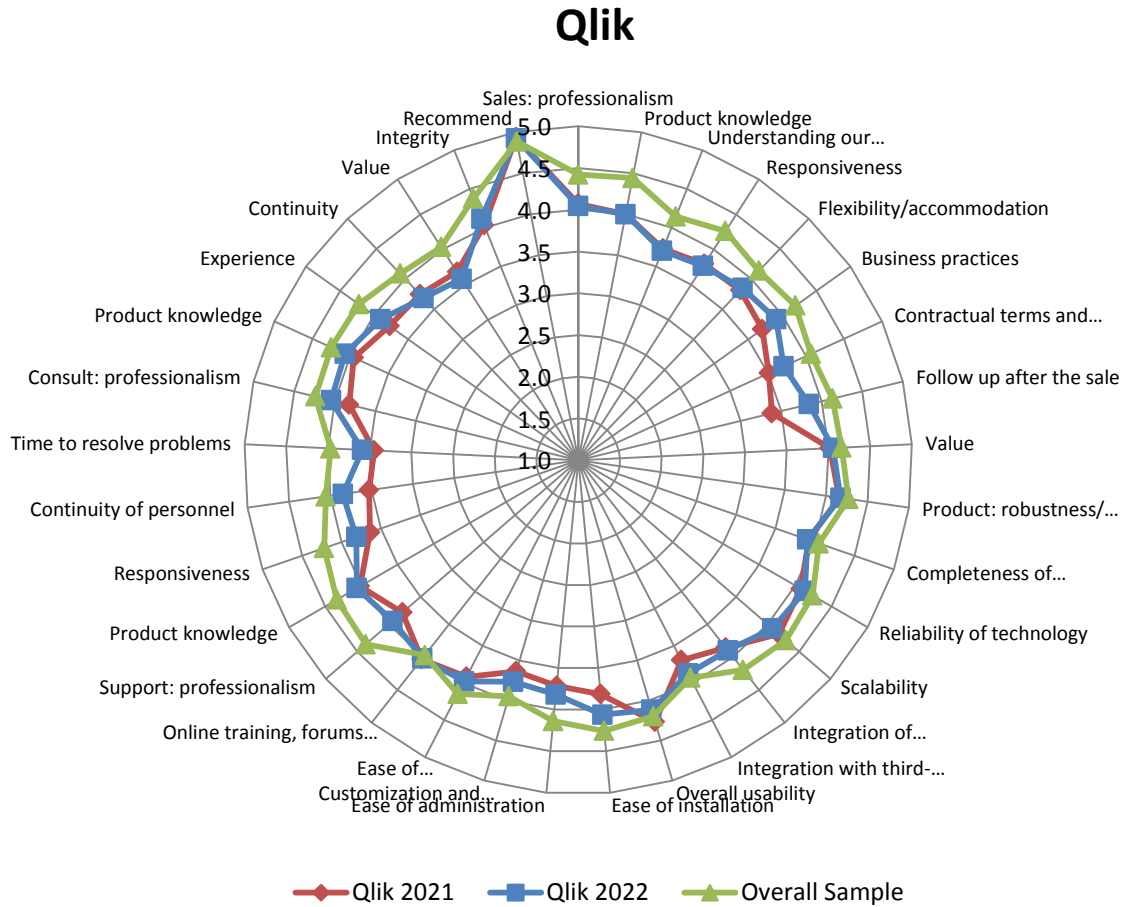 Qlik
Sales: professionalism
Product knowledge
Understanding our...
Responsiveness
Flexibility/accommodation
Business practices
Contractual terms and...
Follow up after the sale
Value
Product: robustness/...
Completeness of...
Reliability of technology
Scalability
Integration of...
Integration with third-...
Overall usability
Ease of installation
Ease of administration
Customization and...
Ease of...
Online training, forums...
Support: professionalism
Product knowledge
Responsiveness
Continuity of personnel
Time to resolve problems
Consult: professionalism
Product knowledge
Experience
Continuity
Value
Integrity
Recommend
5.0
4.5
4.0
3.5
3.0
2.5
2.0
1.5
1.0
Qlik 2021
Qlik 2022
Overall Sample